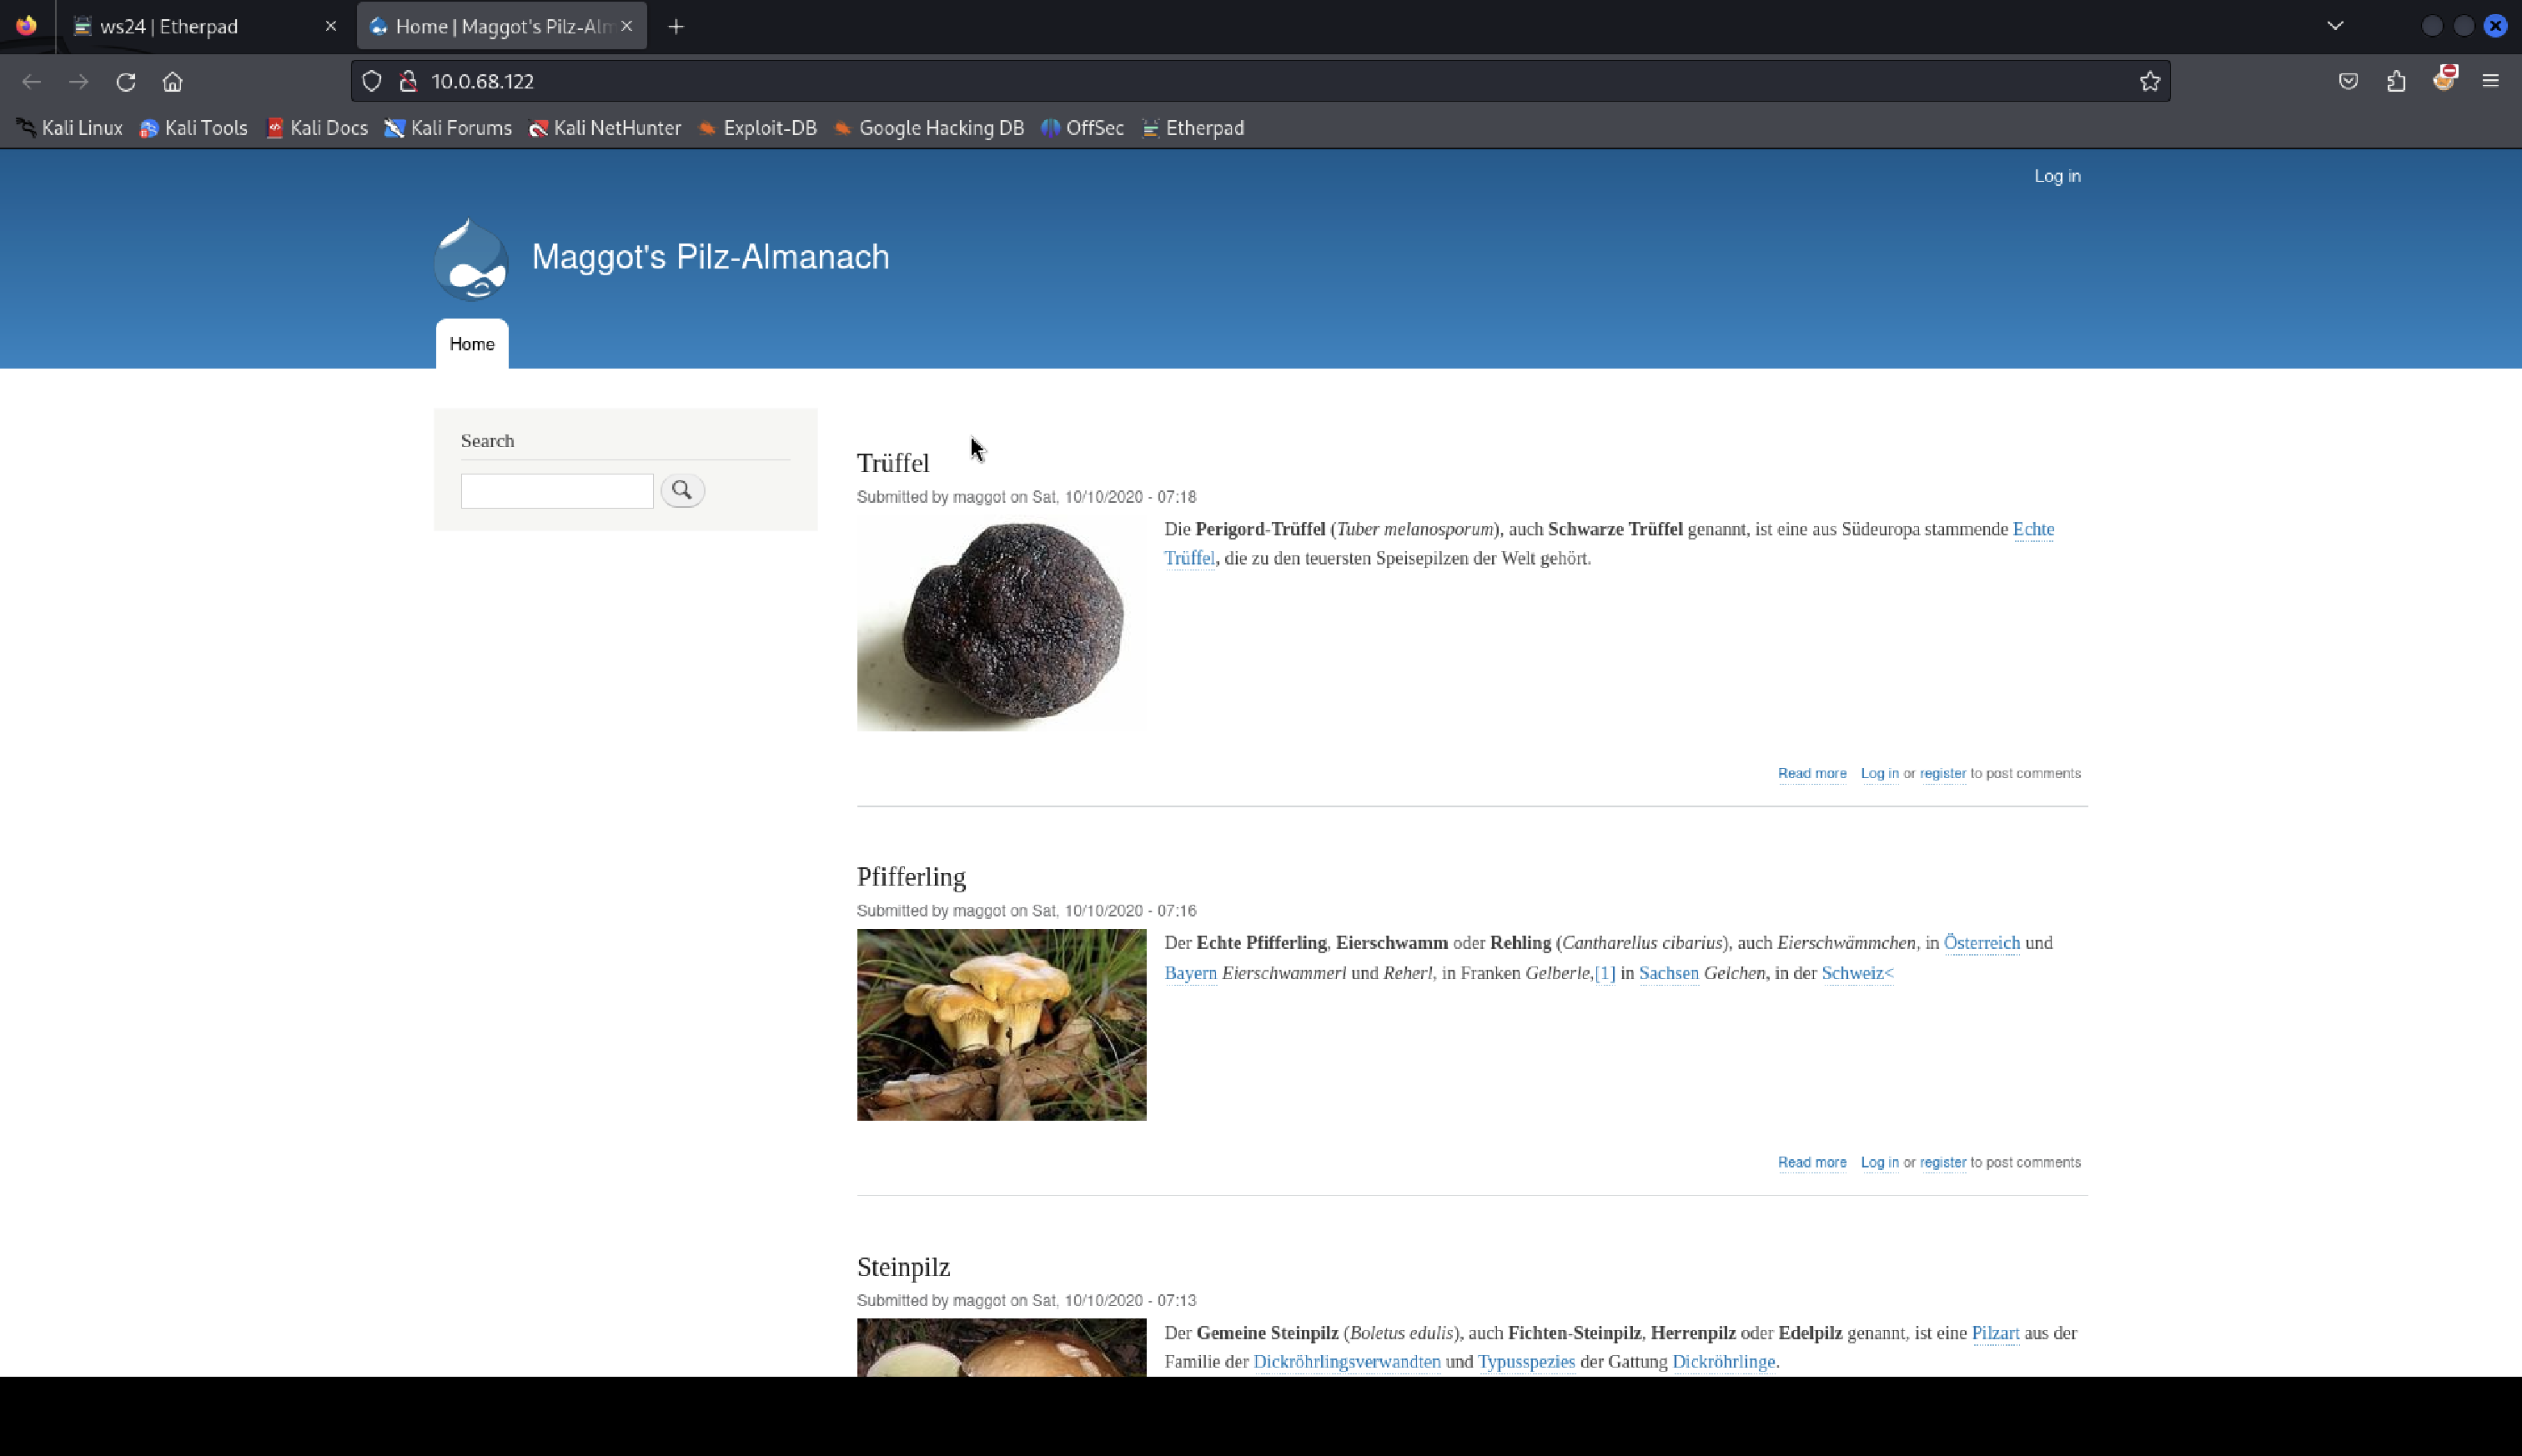 ws24 | Etherpad
Home | Maggot's Pilz-Alm
10.0.68.122
Kali Linux Kali Tools Kali Docs Kali Forums Kali NetHunter Exploit-DB Google Hacking DB OffSec Etherpad
Log in
Maggot's Pilz-Almanach
Home
Search
Trüffel
Submitted by maggot on Sat, 10/10/2020 - 07:18
Die Perigord-Trüffel (Tuber melanosporum), auch Schwarze Trüffel genannt, ist eine aus Südeuropa stammende Echte
Trüffel, die zu den teuersten Speisepilzen der Welt gehört.
Read more Log in or register to post comments
Pfifferling
Submitted by maggot on Sat, 10/10/2020 - 07:16
Der Echte Pfifferling, Eierschwamm oder Rehling (Cantharellus cibarius), auch Eierschwämmchen, in Österreich und
Bayern Eierschwammerl und Reherl, in Franken Gelberle,[1] in Sachsen Gelchen, in der Schweiz<
Read more Log in or register to post comments
Steinpilz
Submitted by maggot on Sat, 10/10/2020 - 07:13
Der Gemeine Steinpilz (Boletus edulis), auch Fichten-Steinpilz, Herrenpilz oder Edelpilz genannt, ist eine Pilzart aus der
Familie der Dickröhrlingsverwandten und Typusspezies der Gattung Dickröhrlinge.